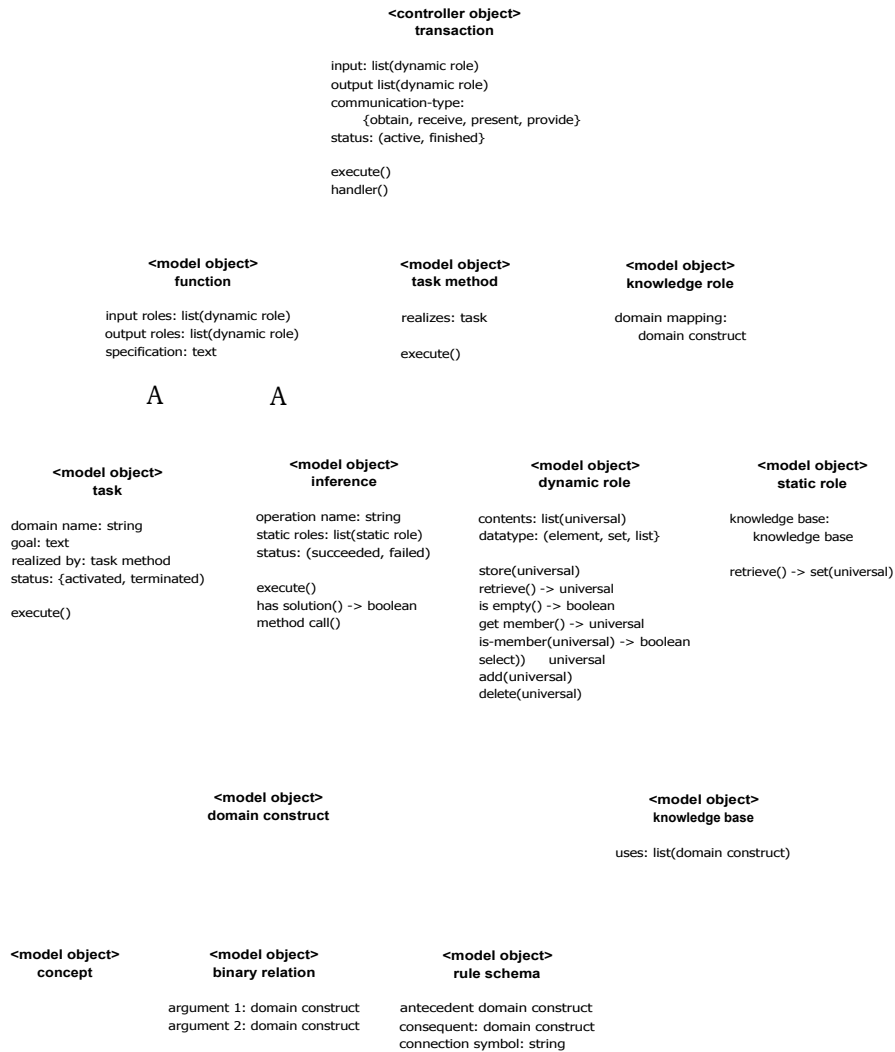 <controller object>
transaction
input: list(dynamic role)
output list(dynamic role)
communication-type:
{obtain, receive, present, provide}
status: (active, finished}
execute()
handler()
<model object>
function
input roles: list(dynamic role)
output roles: list(dynamic role)
specification: text
<model object>
task method
realizes: task
execute()
<model object>
knowledge role
domain mapping:
domain construct
A
A
<model object>
task
domain name: string
goal: text
realized by: task method
status: {activated, terminated)
execute()
<model object>
inference
operation name: string
static roles: list(static role)
status: (succeeded, failed)
execute()
has solution() -> boolean
method call()
<model object>
dynamic role
contents: list(universal)
datatype: (element, set, list}
store(universal)
retrieve() -> universal
is empty() -> boolean
get member() -> universal
is-member(universal) -> boolean
select)) universal
add(universal)
delete(universal)
<model object>
static role
knowledge base:
knowledge base
retrieve() -> set(universal)
<model object>
domain construct
<model object>
knowledge base
uses: list(domain construct)
<model object>
concept
<model object>
binary relation
argument 1: domain construct
argument 2: domain construct
<model object>
rule schema
antecedent domain construct
consequent: domain construct
connection symbol: string